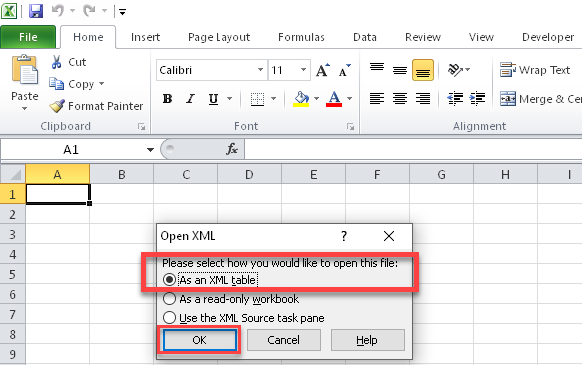 File Home Insert Page Layout Formulas Data Review View Developer
Cut
Copy
Format Painter
Paste
Calibri 11 A A
B I U A
Wrap Text
Merge & Cen
Clipboard Font Alignment
A1 fx
A B C D E F G H I
1
2
3
4
5
6
7
8
9
Open XML ?
Please select how you would like to open this file:
As an XML table
As a read-only workbook
Use the XML Source task pane
OK Cancel Help